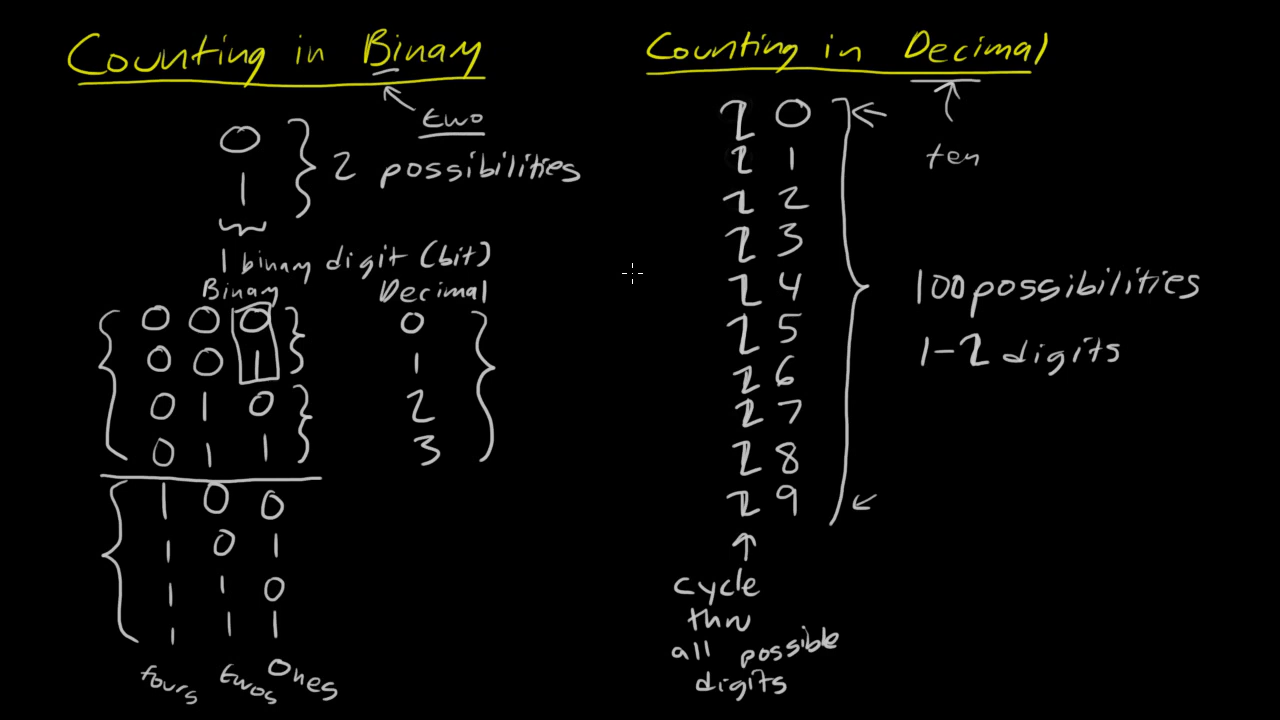 Counting in Binary
two
0
1
2 possibilities
1 binary digit (bit)
Binary Decimal
0 0 0 0
0 0 1 1
0 1 0 2
0 1 1 3
1 0 0
1 0 1
1 1 0
1 1 1
fours twos Ones
Counting in Decimal
ten
2 0
2 1
2 2
2 3
2 4
2 5
2 6
2 7
2 8
2 9
100 possibilities
1-2 digits
cycle
thru
all possible
digits